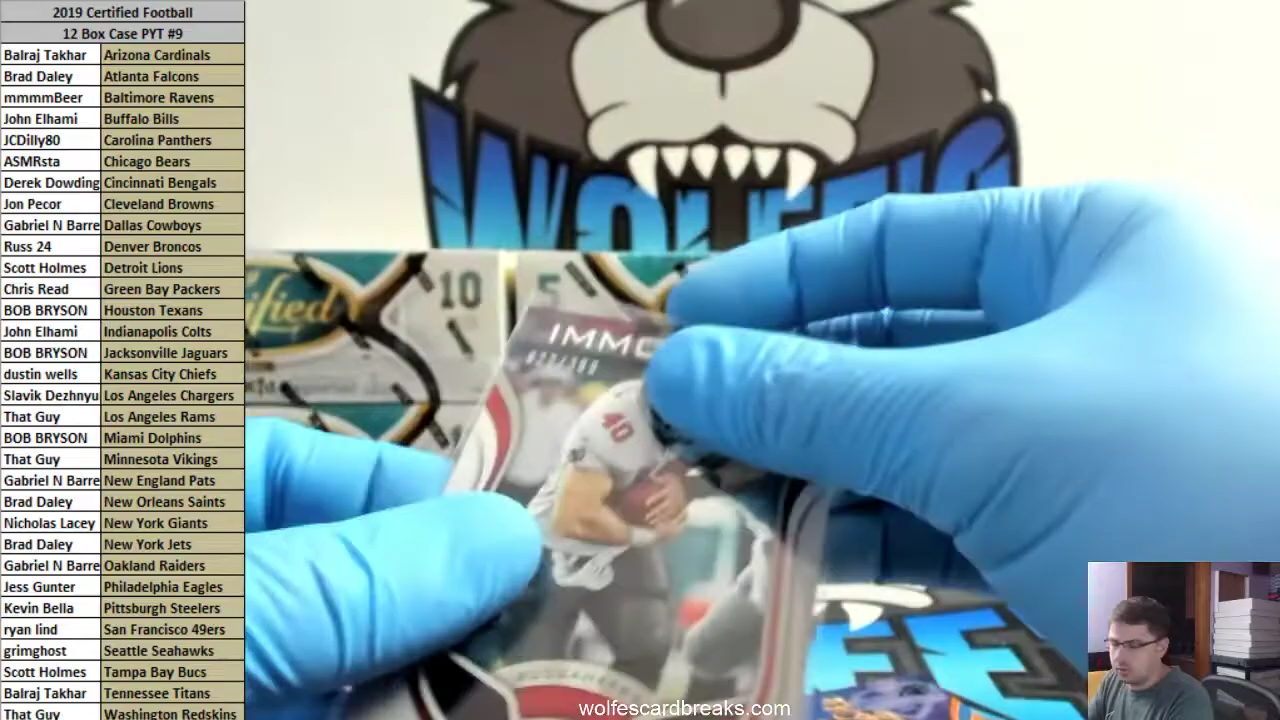 2019 Certified Football
12 Box Case PYT #9
Balraj Takhar Arizona Cardinals
Brad Daley Atlanta Falcons
mmmmBeer Baltimore Ravens
John Elhami Buffalo Bills
JCDilly80 Carolina Panthers
ASMRsta Chicago Bears
Derek Dowding Cincinnati Bengals
Jon Pecor Cleveland Browns
Gabriel N Barre Dallas Cowboys
Russ 24 Denver Broncos
Scott Holmes Detroit Lions
Chris Read Green Bay Packers
BOB BRYSON Houston Texans
John Elhami Indianapolis Colts
BOB BRYSON Jacksonville Jaguars
dustin wells Kansas City Chiefs
Slavik Dezhnyu Los Angeles Chargers
That Guy Los Angeles Rams
BOB BRYSON Miami Dolphins
That Guy Minnesota Vikings
Gabriel N Barre New England Pats
Brad Daley New Orleans Saints
Nicholas Lacey New York Giants
Brad Daley New York Jets
Gabriel N Barre Oakland Raiders
Jess Gunter Philadelphia Eagles
Kevin Bella Pittsburgh Steelers
ryan lind San Francisco 49ers
grimghost Seattle Seahawks
Scott Holmes Tampa Bay Bucs
Balraj Takhar Tennessee Titans
That Guy Washington Redskins
10
5
IMMO
40
wolfescardbreaks.com